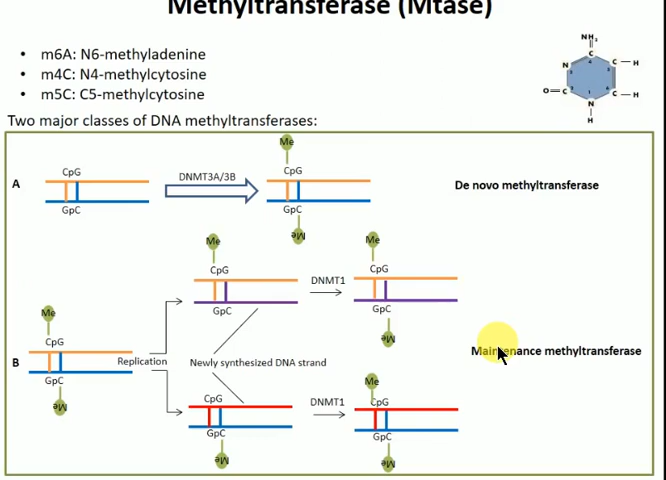 Methyltransferase (Mtase)
• m6A: N6-methyladenine
• m4C: N4-methylcytosine
• m5C: C5-methylcytosine
NH2
C
N
C
H
O
C
C
H
N
H
Two major classes of DNA methyltransferases:
Me
A
CpG
GpC
DNMT3A/3B
CpG
GpC
Me
De novo methyltransferase
Me
CpG
GpC
DNMT1
Me
CpG
GpC
Me
Me
CpG
GpC
Me
B
Replication
Newly synthesized DNA strand
Maintenance methyltransferase
CpG
GpC
Me
DNMT1
Me
CpG
GpC
Me